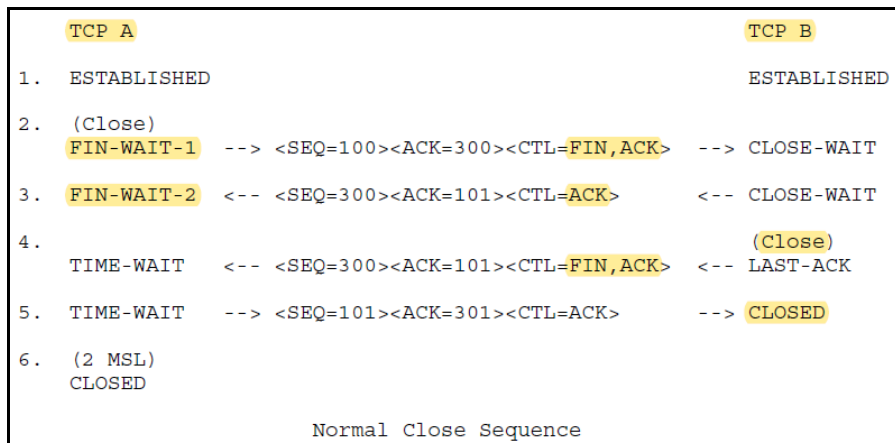 TCP A TCP B
1. ESTABLISHED ESTABLISHED
2. (Close)
FIN-WAIT-1 --> <SEQ=100><ACK=300><CTL=FIN,ACK> --> CLOSE-WAIT
3. FIN-WAIT-2 <-- <SEQ=300><ACK=101><CTL=ACK> <-- CLOSE-WAIT
4. (Close)
TIME-WAIT <-- <SEQ=300><ACK=101><CTL=FIN,ACK> <-- LAST-ACK
5. TIME-WAIT --> <SEQ=101><ACK=301><CTL=ACK> --> CLOSED
6. (2 MSL)
CLOSED
Normal Close Sequence